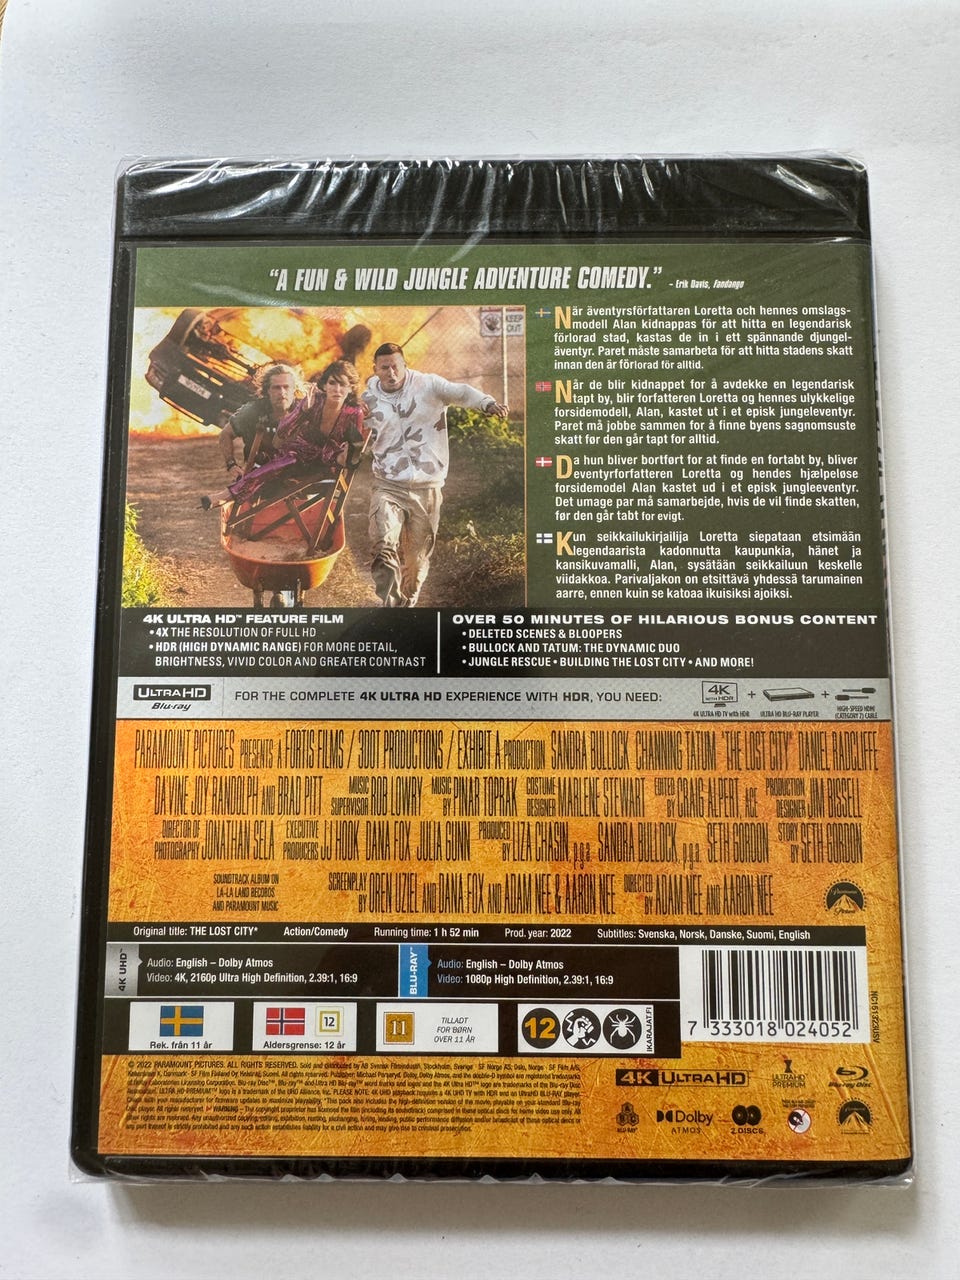 "A FUN & WILD JUNGLE ADVENTURE COMEDY." - Erik Davis, Fandango
KEEP
OUT
När äventyrsförfattaren Loretta och hennes omslags-
modell Alan kidnappas för att hitta en legendarisk
förlorad stad, kastas de in i ett spännande djungel-
äventyr. Paret måste samarbeta för att hitta stadens skatt
innan den är förlorad för alltid.
Når de blir kidnappet for å avdekke en legendarisk
tapt by, blir forfatteren Loretta og hennes ulykkelige
forsidemodell, Alan, kastet ut i et episk jungeleventyr.
Paret må jobbe sammen for å finne byens sagnomsuste
skatt før den går tapt for alltid.
Da hun bliver bortført for at finde en fortabt by, bliver
eventyrforfatteren Loretta og hendes hjælpeløse
forsidemodel Alan kastet ud i et episk jungleeventyr.
Det umage par må samarbejde, hvis de vil finde skatten,
før den går tabt for evigt.
Kun seikkailukirjailija Loretta siepataan etsimään
legendaarista kadonnutta kaupunkia, hänet ja
kansikuvamalli, Alan, sysätään seikkailuun keskelle
viidakkoa. Parivaljakon on etsittävä yhdessä tarumainen
aarre, ennen kuin se katoaa ikuisiksi ajoiksi.
4K ULTRA HD™ FEATURE FILM
• 4X THE RESOLUTION OF FULL HD
• HDR (HIGH DYNAMIC RANGE) FOR MORE DETAIL,
BRIGHTNESS, VIVID COLOR AND GREATER CONTRAST
OVER 50 MINUTES OF HILARIOUS BONUS CONTENT
• DELETED SCENES & BLOOPERS
• BULLOCK AND TATUM: THE DYNAMIC DUO
• JUNGLE RESCUE • BUILDING THE LOST CITY • AND MORE!
ULTRA HD
Blu-ray
FOR THE COMPLETE 4K ULTRA HD EXPERIENCE WITH HDR, YOU NEED:
4K
with HDR
+
+
4K ULTRA HD TV with HDR
ULTRA HD BLU-RAY PLAYER
HIGH-SPEED HDMI
(CATEGORY 2) CABLE
PARAMOUNT PICTURES PRESENTS A FORTIS FILMS / 3DOT PRODUCTIONS / EXHIBIT A PRODUCTION SANDRA BULLOCK CHANNING TATUM "THE LOST CITY" DANIEL RADCLIFFE
DA'VINE JOY RANDOLPH AND BRAD PITT MUSIC SUPERVISOR ROB LOWRY MUSIC BY PINAR TOPRAK COSTUME DESIGNER MARLENE STEWART EDITED BY CRAIG ALPERT, ACE PRODUCTION DESIGNER JIM BISSELL
DIRECTOR OF PHOTOGRAPHY JONATHAN SELA EXECUTIVE PRODUCERS JJ HOOK DANA FOX JULIA GUNN PRODUCED BY LIZA CHASIN, p.g.a. SANDRA BULLOCK, p.g.a. SETH GORDON STORY BY SETH GORDON
SOUNDTRACK ALBUM ON
LA-LA LAND RECORDS
AND PARAMOUNT MUSIC
SCREENPLAY BY OREN UZIEL AND DANA FOX AND ADAM NEE & AARON NEE DIRECTED BY ADAM NEE AND AARON NEE
Original title: THE LOST CITY* Action/Comedy Running time: 1 h 52 min Prod. year: 2022 Subtitles: Svenska, Norsk, Danske, Suomi, English
4K UHD™
Audio: English – Dolby Atmos
Video: 4K, 2160p Ultra High Definition, 2.39:1, 16:9
BLU-RAY™
Audio: English – Dolby Atmos
Video: 1080p High Definition, 2.39:1, 16:9
Rek. från 11 år
12
Aldersgrense: 12 år
11
TILLADT
FOR BØRN
OVER 11 ÅR
12
IKARAJAT.FI
7 333018 024052
NC151323USV
© 2022 PARAMOUNT PICTURES. ALL RIGHTS RESERVED.
4K ULTRA HD
ULTRA HD
PREMIUM
Blu-ray Disc
Dolby
ATMOS
2 DISCS
Paramount